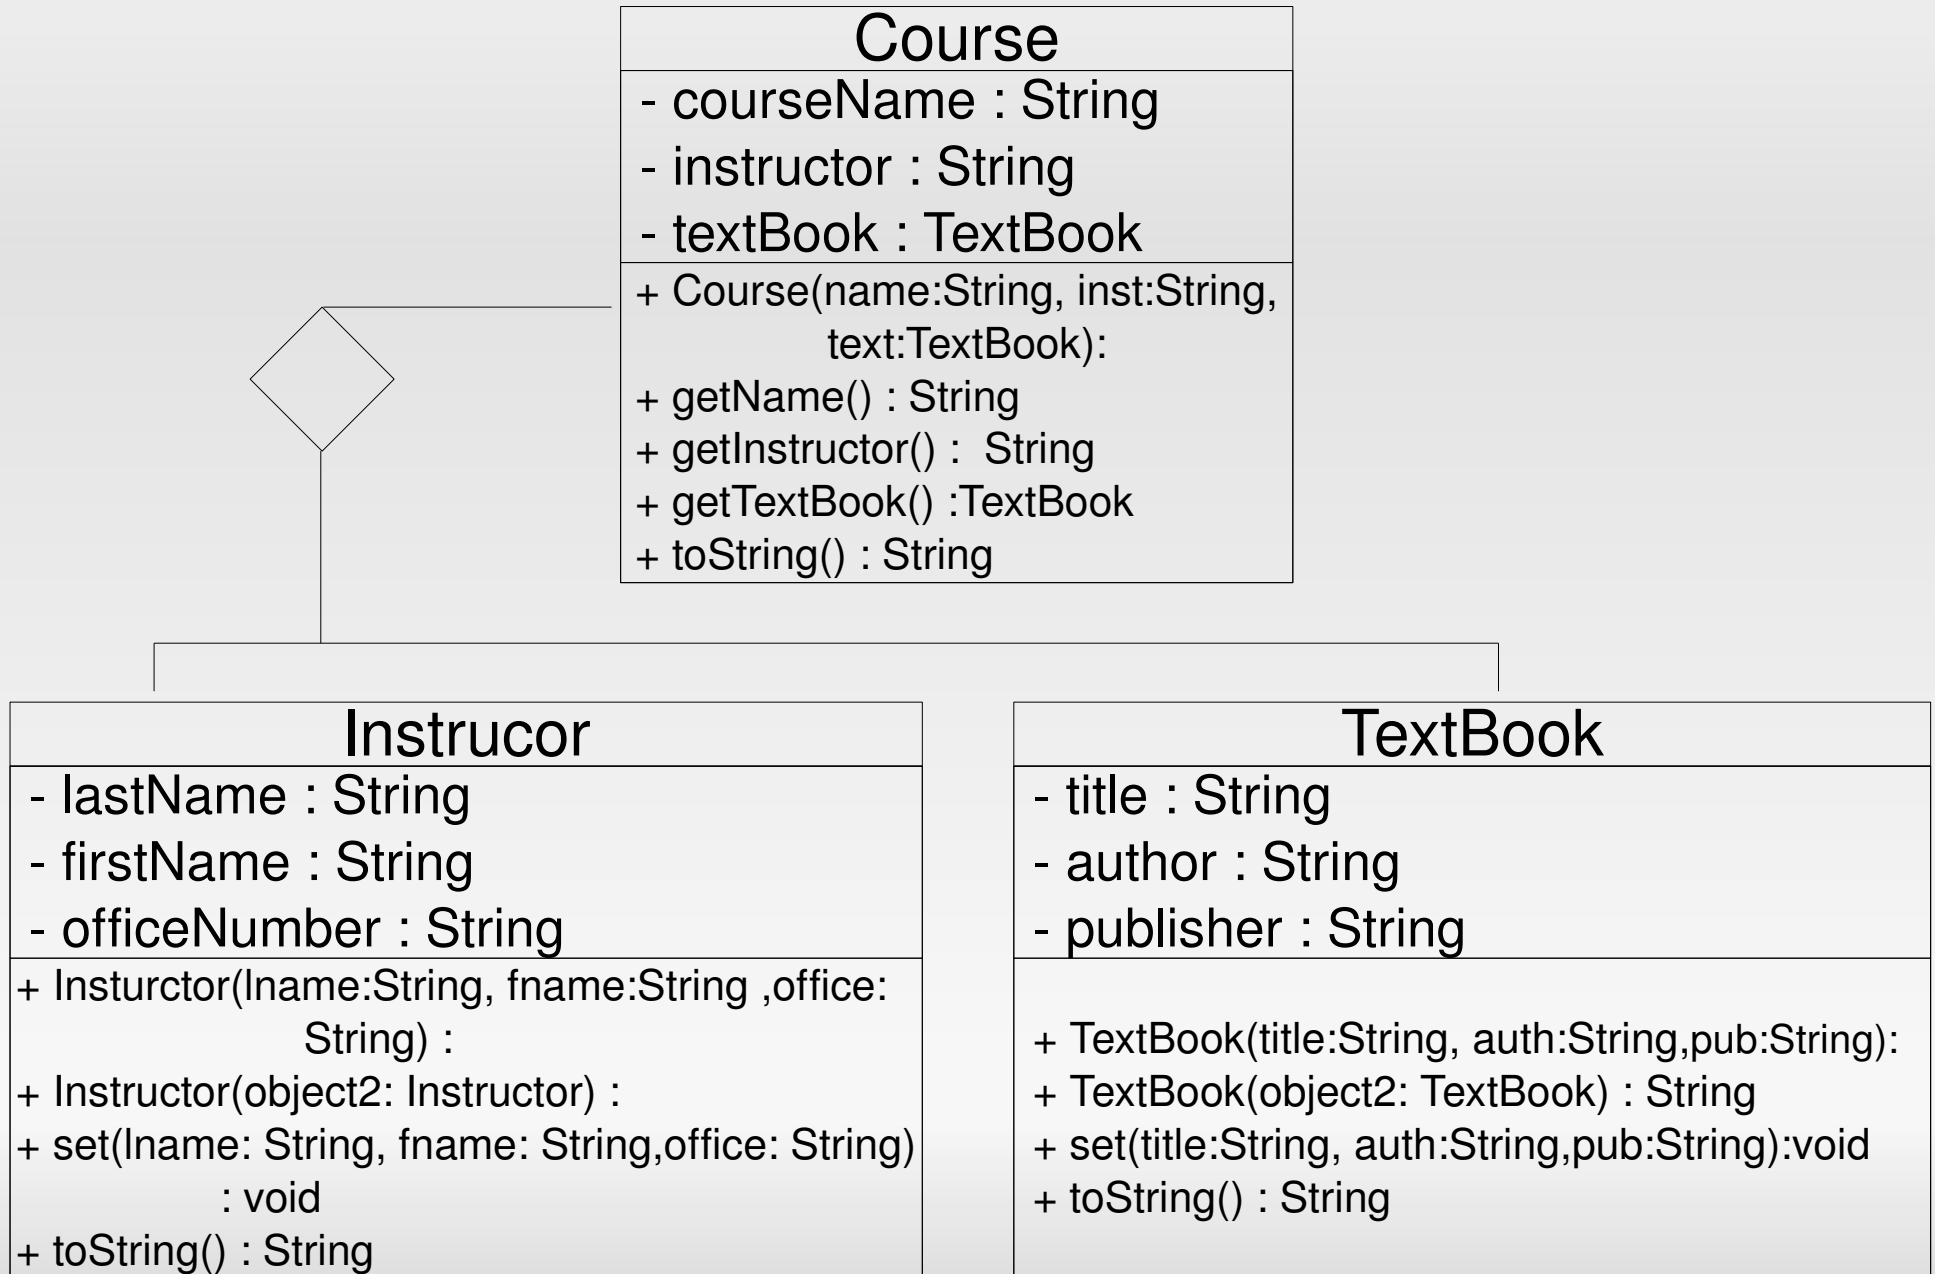 Course
- courseName : String
- instructor : String
- textBook : TextBook
+ Course(name:String, inst:String,
text:TextBook):
+ getName() : String
+ getInstructor() :  String
+ getTextBook() :TextBook
+ toString() : String
Instrucor
- lastName : String
- firstName : String
- officeNumber : String
+ Insturctor(lname:String, fname:String ,office:
String) :
+ Instructor(object2: Instructor) :
+ set(lname: String, fname: String,office: String)
: void
+ toString() : String
TextBook
- title : String
- author : String
- publisher : String
+ TextBook(title:String, auth:String,pub:String):
+ TextBook(object2: TextBook) : String
+ set(title:String, auth:String,pub:String):void
+ toString() : String